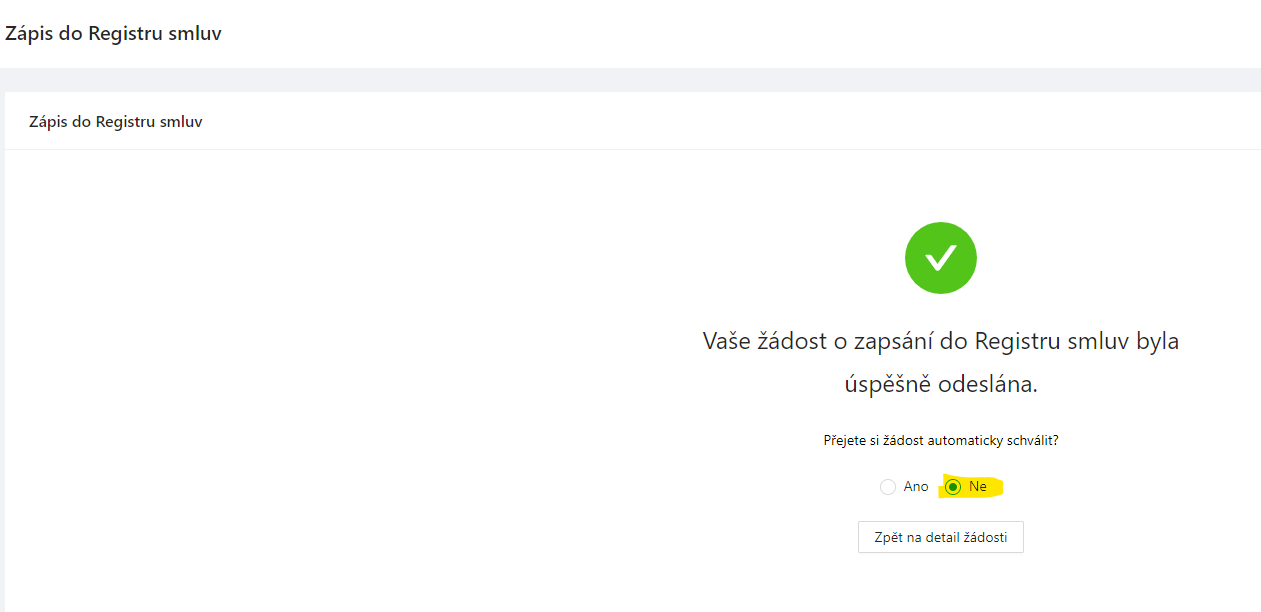 Zápis do Registru smluv
Zápis do Registru smluv
Vaše žádost o zapsání do Registru smluv byla
úspěšně odeslána.
Přejete si žádost automaticky schválit?
Ano Ne
Zpět na detail žádosti